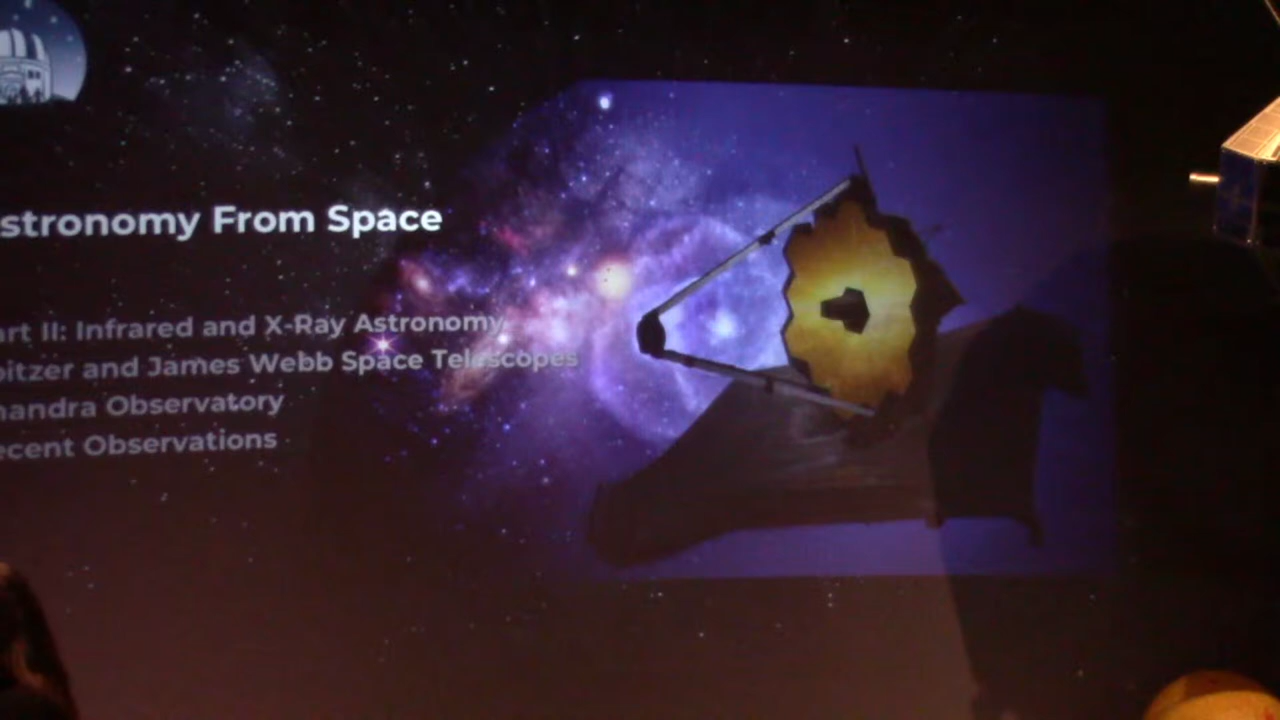 stronomy From Space
art II: Infrared and X-Ray Astronomy
pitzer and James Webb Space Telescopes
handra Observatory
ecent Observations